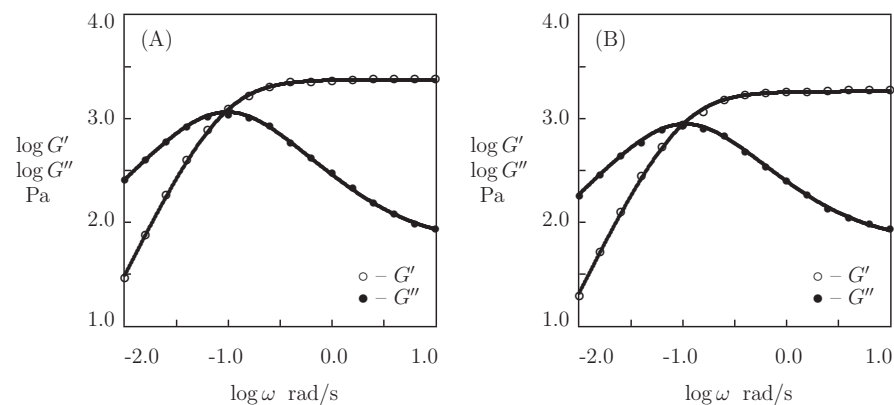 4.0
(A)
3.0
log G′
log G″
Pa
2.0
○ – G′
● – G″
1.0
-2.0 -1.0 0.0 1.0
log ω rad/s
4.0
(B)
3.0
log G′
log G″
Pa
2.0
○ – G′
● – G″
1.0
-2.0 -1.0 0.0 1.0
log ω rad/s